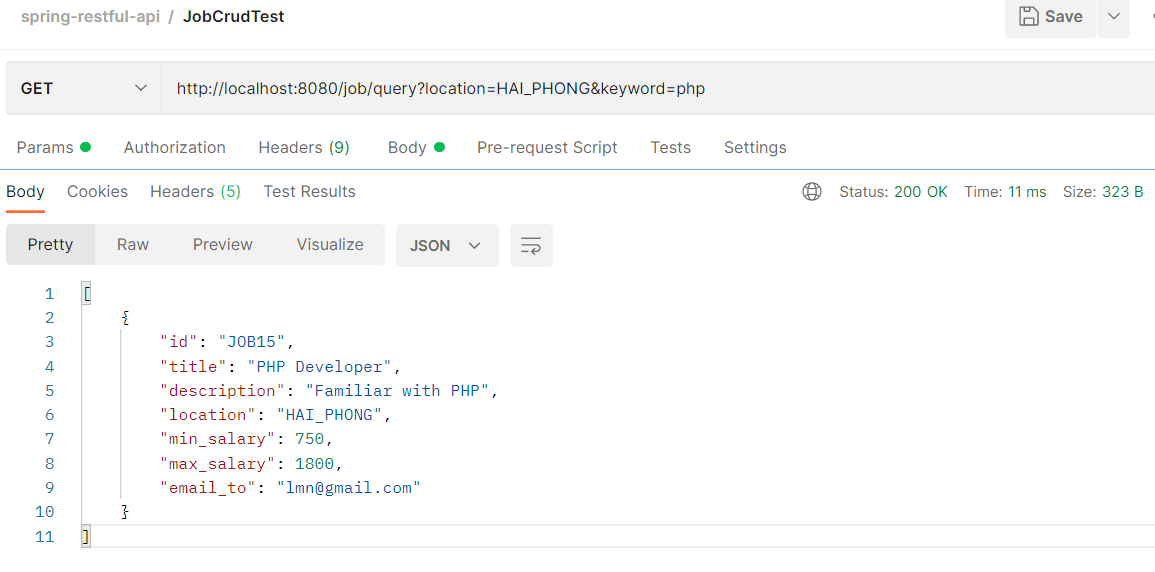 spring-restful-api / JobCrudTest
Save
GET
http://localhost:8080/job/query?location=HAI_PHONG&keyword=php
Params Authorization Headers (9) Body Pre-request Script Tests Settings
Body Cookies Headers (5) Test Results Status: 200 OK Time: 11 ms Size: 323 B
Pretty Raw Preview Visualize JSON
1 [
2 {
3 "id": "JOB15",
4 "title": "PHP Developer",
5 "description": "Familiar with PHP",
6 "location": "HAI_PHONG",
7 "min_salary": 750,
8 "max_salary": 1800,
9 "email_to": "lmn@gmail.com"
10 }
11 ]